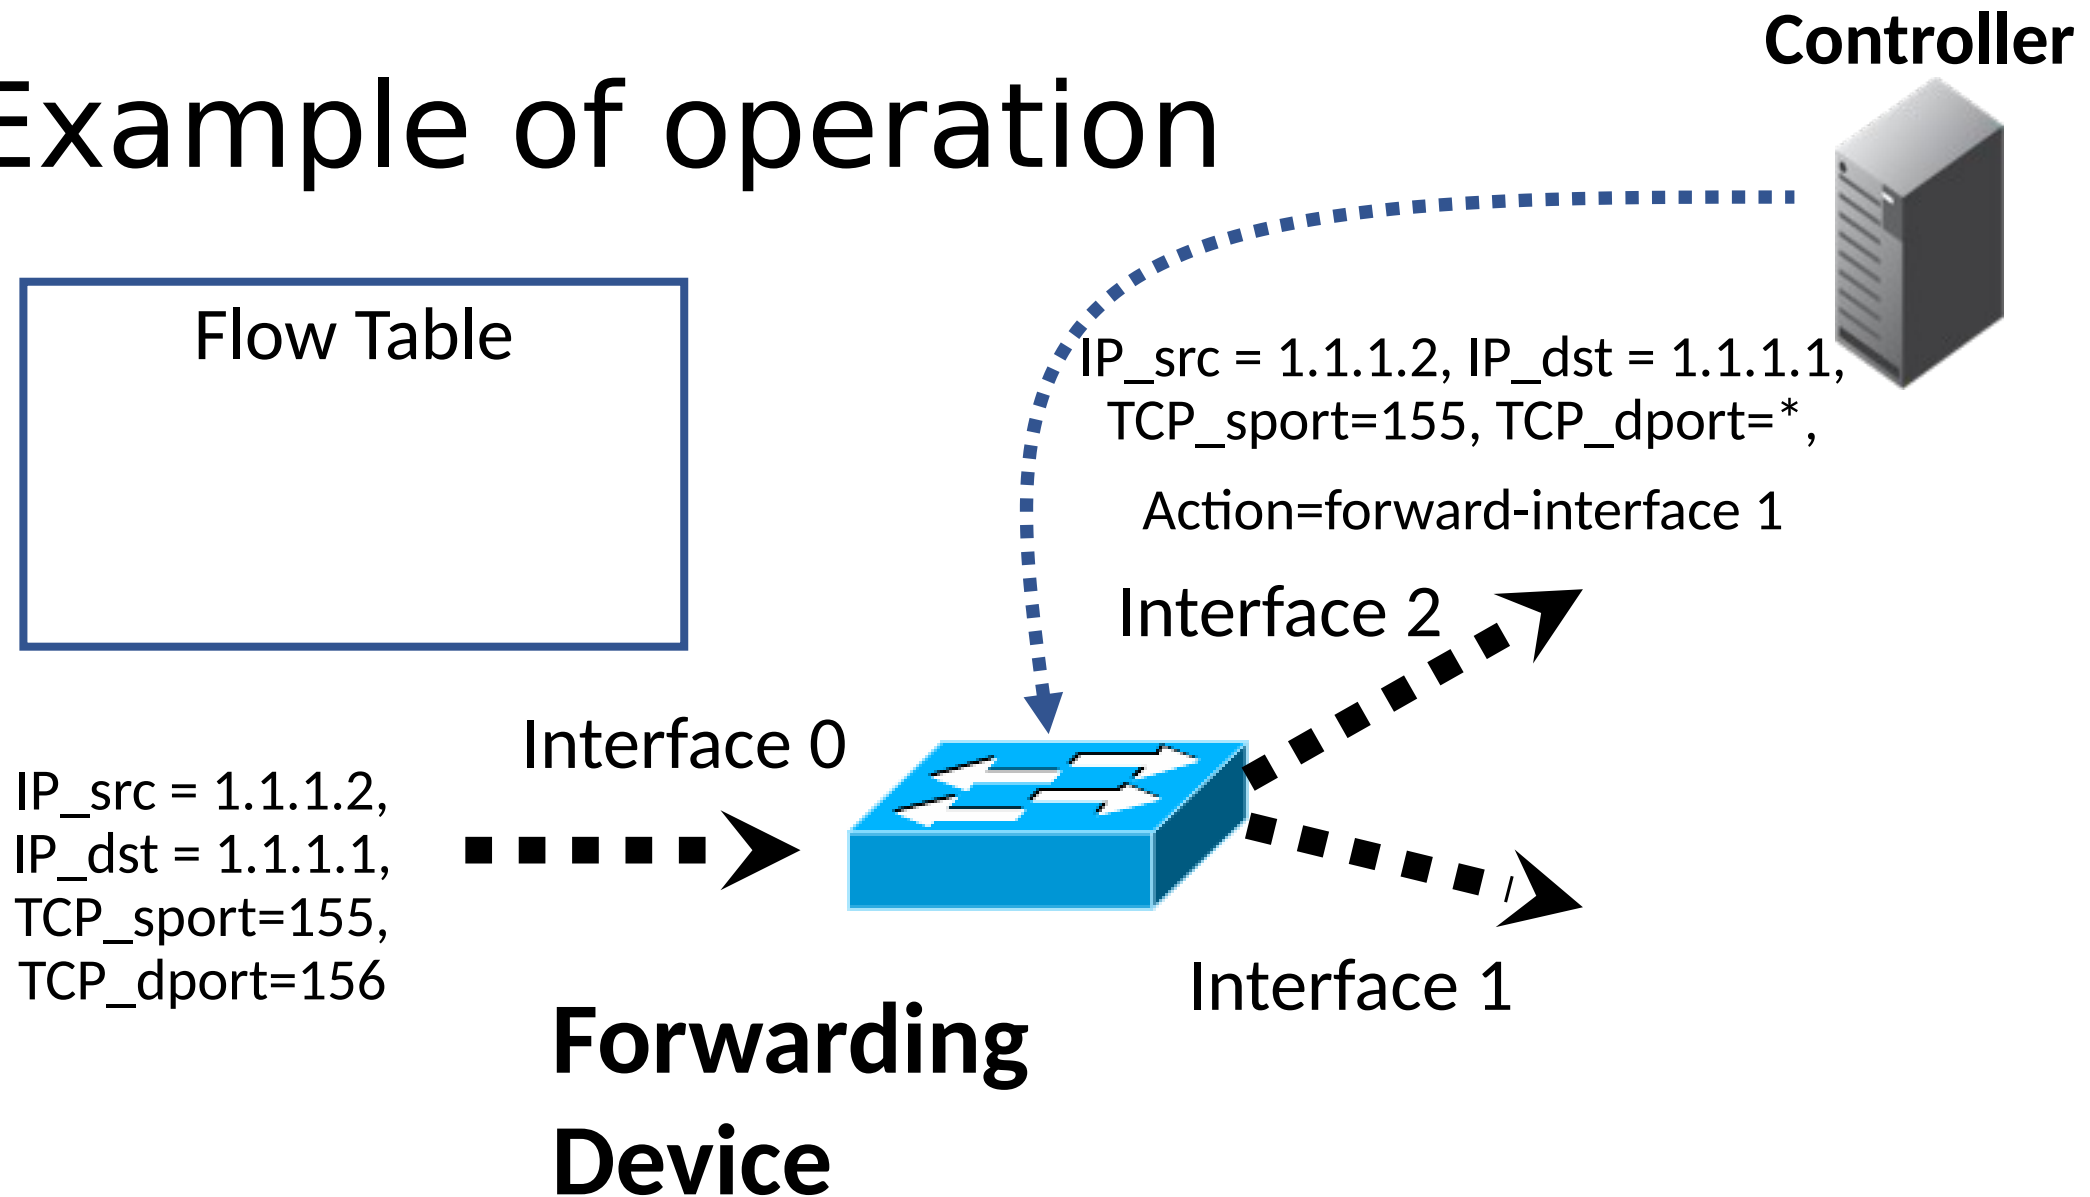 Controller
Example of operation
Flow Table
IP_src = 1.1.1.2, IP_dst = 1.1.1.1,
TCP_sport=155, TCP_dport=*,
Action=forward-interface 1
Interface 2
Interface 0
IP_src = 1.1.1.2,
IP_dst = 1.1.1.1,
TCP_sport=155,
TCP_dport=156
Interface 1
Forwarding
Device